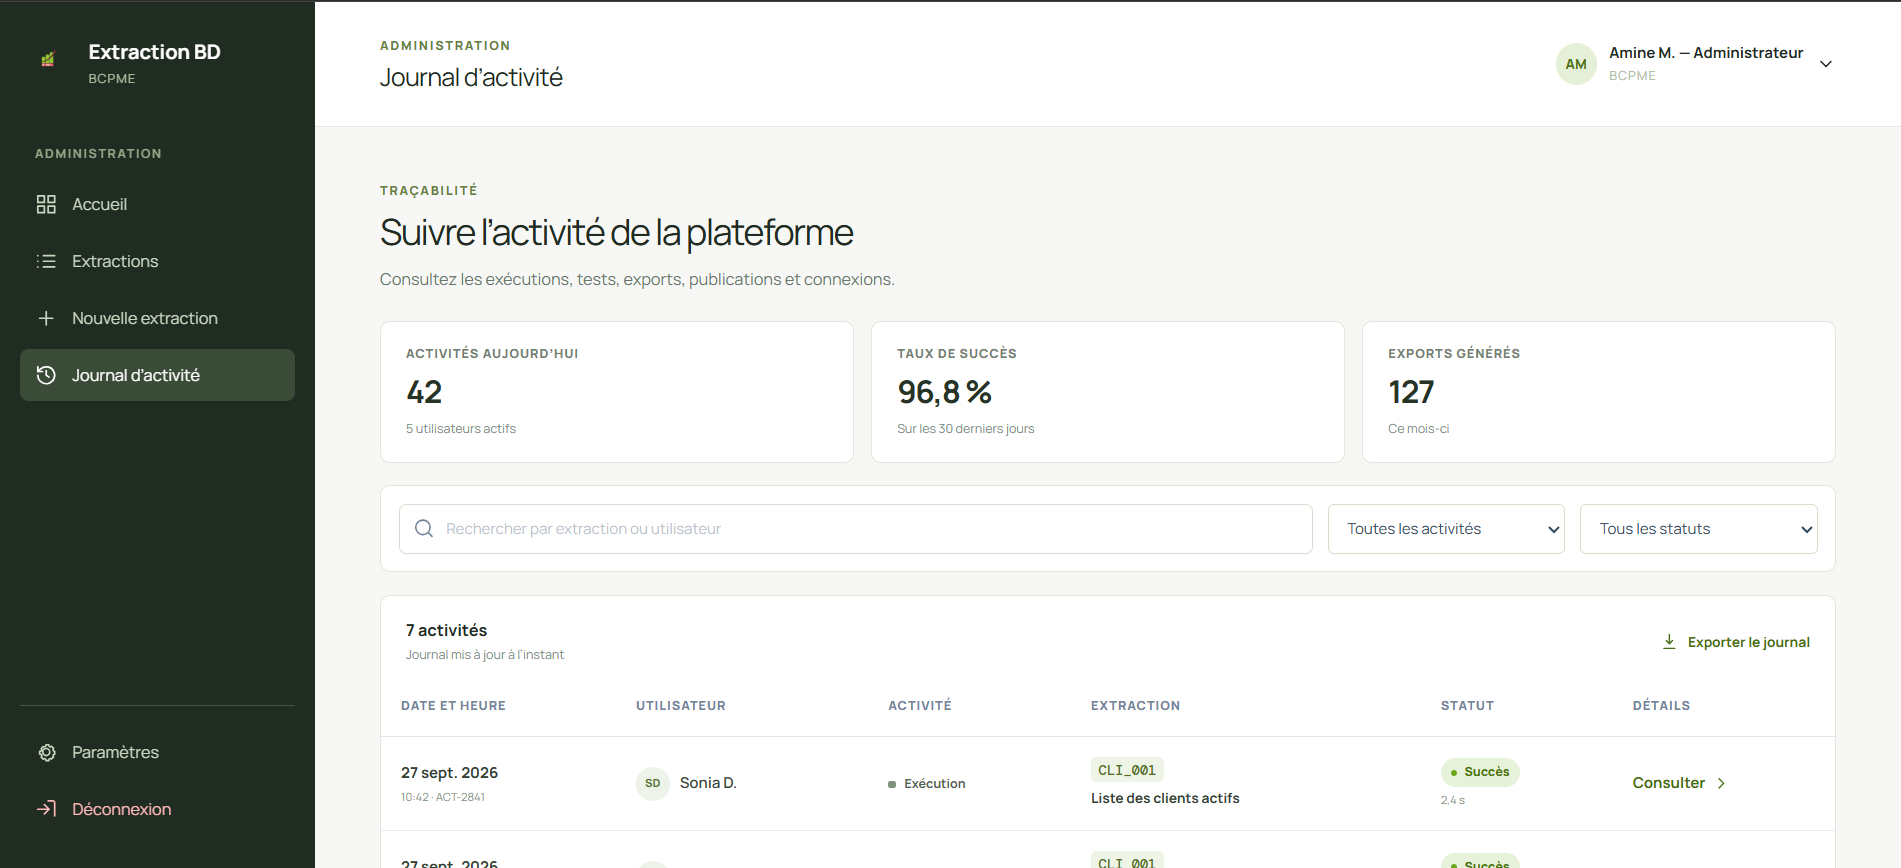 Extraction BD
BCPME
ADMINISTRATION
Accueil
Extractions
Nouvelle extraction
Journal d’activité
Paramètres
Déconnexion
ADMINISTRATION
Journal d’activité
AM
Amine M. — Administrateur
BCPME
TRAÇABILITÉ
Suivre l’activité de la plateforme
Consultez les exécutions, tests, exports, publications et connexions.
ACTIVITÉS AUJOURD’HUI
42
5 utilisateurs actifs
TAUX DE SUCCÈS
96,8 %
Sur les 30 derniers jours
EXPORTS GÉNÉRÉS
127
Ce mois-ci
Rechercher par extraction ou utilisateur
Toutes les activités
Tous les statuts
7 activités
Journal mis à jour à l’instant
Exporter le journal
DATE ET HEURE UTILISATEUR ACTIVITÉ EXTRACTION STATUT DÉTAILS
27 sept. 2026
10:42 · ACT-2841
SD Sonia D.
Exécution
CLI_001
Liste des clients actifs
Succès
2,4 s
Consulter
27 sept. 2026
CLI_001
Succès